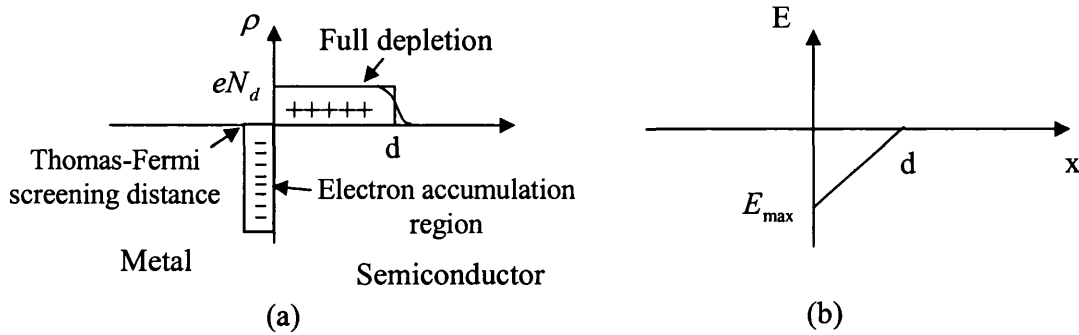 ρ
Full depletion
eN_d
+ + + + +
d
Thomas-Fermi
screening distance
Electron accumulation
region
Metal
Semiconductor
(a)
E
d
x
E_max
(b)